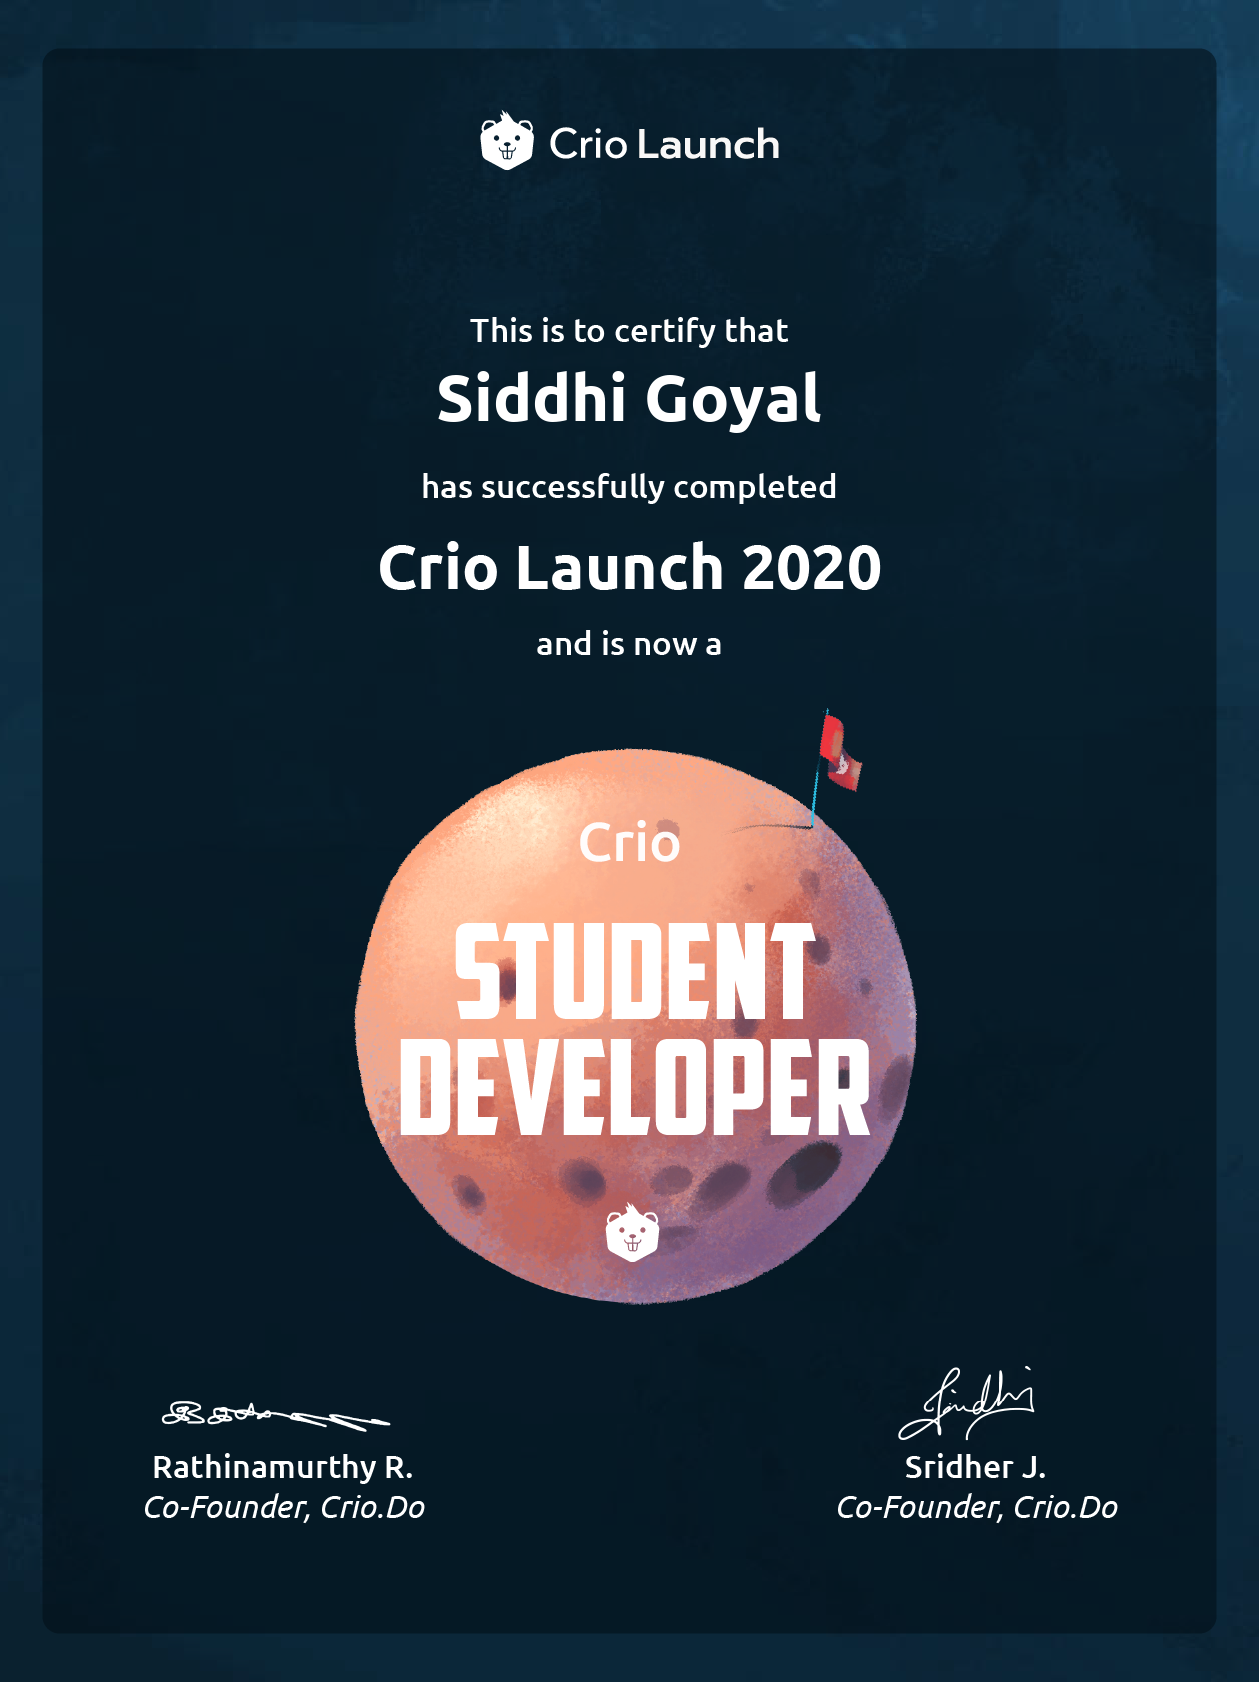 Crio Launch
This is to certify that
Siddhi Goyal
has successfully completed
Crio Launch 2020
and is now a
Crio
STUDENT
DEVELOPER
Rathinamurthy R.
Co-Founder, Crio.Do
Sridher J.
Co-Founder, Crio.Do